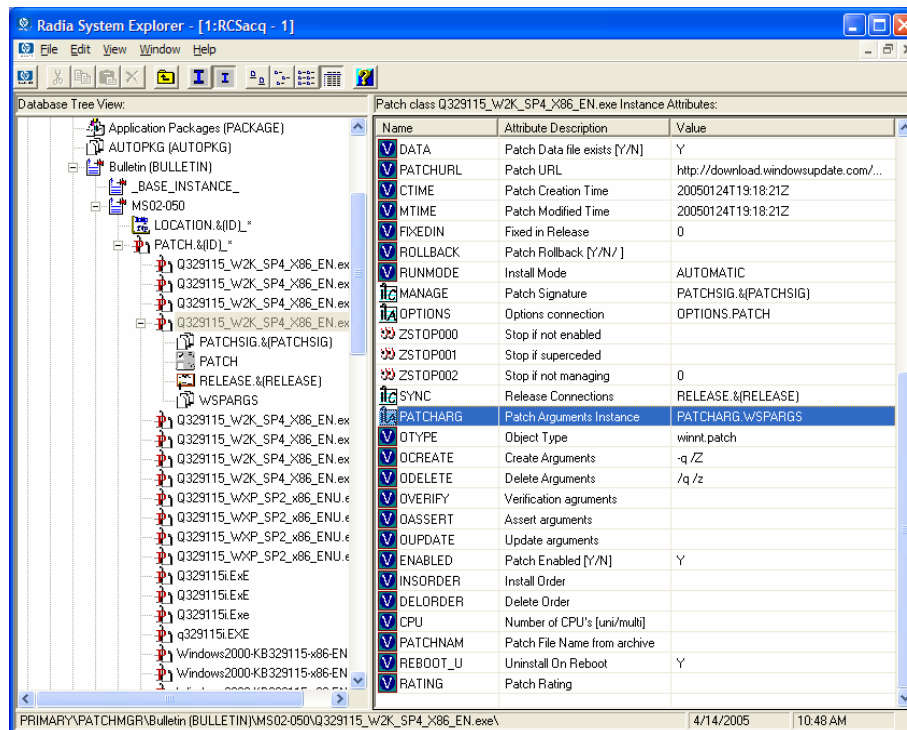 Radia System Explorer - [1:RCSacq - 1]
File Edit View Window Help
Database Tree View:
Application Packages (PACKAGE)
AUTOPKG (AUTOPKG)
Bulletin (BULLETIN)
_BASE_INSTANCE_
MS02-050
LOCATION.&(ID)_*
PATCH.&(ID)_*
Q329115_W2K_SP4_X86_EN.ex
Q329115_W2K_SP4_X86_EN.ex
Q329115_W2K_SP4_X86_EN.ex
Q329115_W2K_SP4_X86_EN.ex
PATCHSIG.&(PATCHSIG)
PATCH
RELEASE.&(RELEASE)
WSPARGS
Q329115_W2K_SP4_X86_EN.ex
Q329115_W2K_SP4_X86_EN.ex
Q329115_W2K_SP4_X86_EN.ex
Q329115_W2K_SP4_X86_EN.ex
Q329115_WXP_SP2_x86_ENU.e
Q329115_WXP_SP2_x86_ENU.e
Q329115_WXP_SP2_x86_ENU.e
Q329115_WXP_SP2_x86_ENU.e
Q329115i.ExE
Q329115i.ExE
Q329115i.Exe
q329115i.EXE
Windows2000-KB329115-x86-EN
Windows2000-KB329115-x86-EN
Patch class Q329115_W2K_SP4_X86_EN.exe Instance Attributes:
Name Attribute Description Value
DATA Patch Data file exists [Y/N] Y
PATCHURL Patch URL http://download.windowsupdate.com/...
CTIME Patch Creation Time 20050124T19:18:21Z
MTIME Patch Modified Time 20050124T19:18:21Z
FIXEDIN Fixed in Release 0
ROLLBACK Patch Rollback [Y/N/ ]
RUNMODE Install Mode AUTOMATIC
MANAGE Patch Signature PATCHSIG.&(PATCHSIG)
OPTIONS Options connection OPTIONS.PATCH
ZSTOP000 Stop if not enabled
ZSTOP001 Stop if superceded
ZSTOP002 Stop if not managing 0
SYNC Release Connections RELEASE.&(RELEASE)
PATCHARG Patch Arguments Instance PATCHARG.WSPARGS
OTYPE Object Type winnt.patch
OCREATE Create Arguments -q /Z
ODELETE Delete Arguments /q /z
OVERIFY Verification agruments
OASSERT Assert arguments
OUPDATE Update arguments
ENABLED Patch Enabled [Y/N] Y
INSORDER Install Order
DELORDER Delete Order
CPU Number of CPU's [uni/multi]
PATCHNAM Patch File Name from archive
REBOOT_U Uninstall On Reboot Y
RATING Patch Rating
PRIMARY\PATCHMGR\Bulletin (BULLETIN)\MS02-050\Q329115_W2K_SP4_X86_EN.exe\ 4/14/2005 10:48 AM